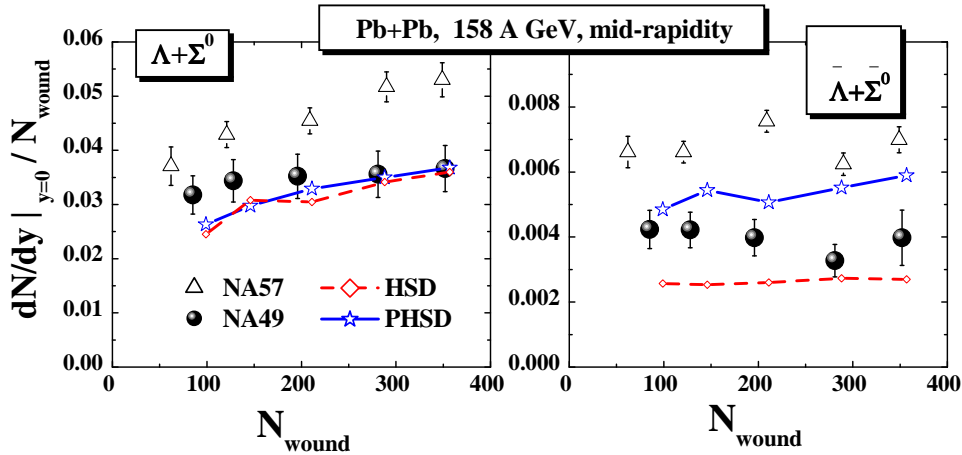 Pb+Pb, 158 A GeV, mid-rapidity
Λ+Σ⁰
Λ̄+Σ̄⁰
dN/dy |y=0 / Nwound
0.06
0.05
0.04
0.03
0.02
0.01
0.00
NA57
NA49
HSD
PHSD
0 100 200 300 400
Nwound
0.008
0.006
0.004
0.002
0.000
0 100 200 300 400
Nwound